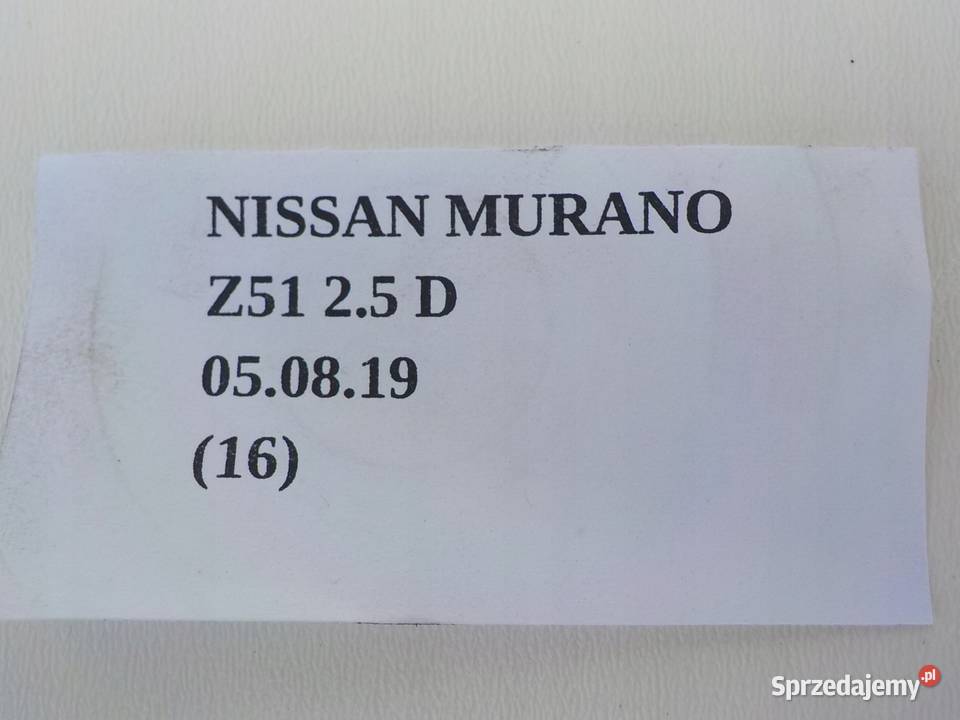 NISSAN MURANO
Z51 2.5 D
05.08.19
(16)
Sprzedajemy.pl